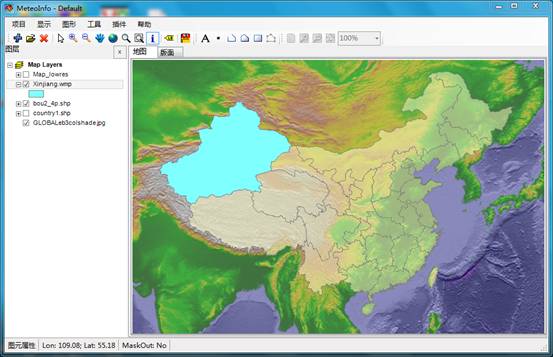 MeteoInfo - Default
项目 显示 图形 工具 插件 帮助
A 100%
图层 x
地图 版面
Map Layers
Map_lowres
Xinjiang.wmp
bou2_4p.shp
country1.shp
GLOBALeb3colshade.jpg
图元属性 Lon: 109.08; Lat: 55.18 MaskOut: No